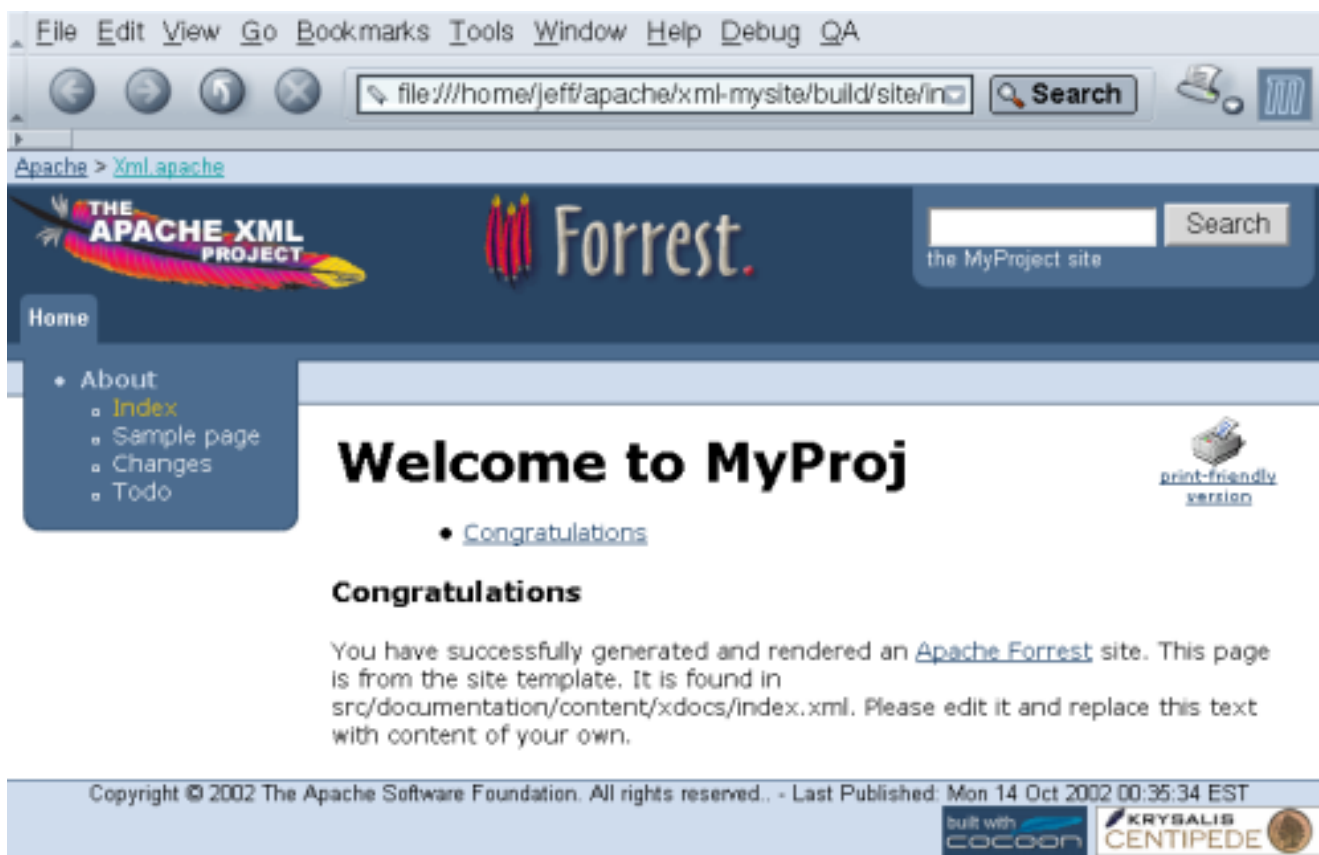 File Edit View Go Bookmarks Tools Window Help Debug QA
file:///home/jeff/apache/xml-mysite/build/site/in
Search
Apache > Xml.apache
THE
APACHE XML
PROJECT
Forrest.
Search
the MyProject site
Home
About
Index
Sample page
Changes
Todo
Welcome to MyProj
print-friendly
version
Congratulations
Congratulations
You have successfully generated and rendered an Apache Forrest site. This page
is from the site template. It is found in
src/documentation/content/xdocs/index.xml. Please edit it and replace this text
with content of your own.
Copyright © 2002 The Apache Software Foundation. All rights reserved.. - Last Published: Mon 14 Oct 2002 00:35:34 EST
built with
cocoon
KRYSALIS
CENTIPEDE